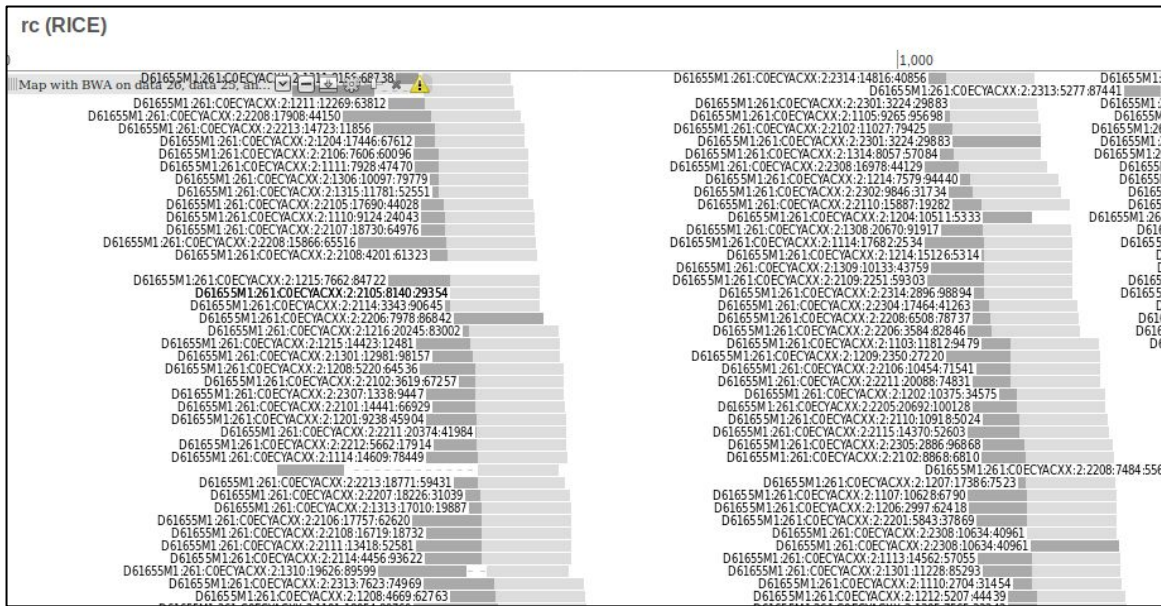 rc (RICE)
0
1,000
Map with BWA on data 26, data 25, an...
D61655M1:261:C0ECYACXX:2:1211:12269:63812
D61655M1:261:C0ECYACXX:2:2208:17908:44150
D61655M1:261:C0ECYACXX:2:2213:14723:11856
D61655M1:261:C0ECYACXX:2:1204:17446:67612
D61655M1:261:C0ECYACXX:2:2106:7606:60096
D61655M1:261:C0ECYACXX:2:1111:7928:47470
D61655M1:261:C0ECYACXX:2:1306:10097:79779
D61655M1:261:C0ECYACXX:2:1315:11781:52551
D61655M1:261:C0ECYACXX:2:2105:17690:44028
D61655M1:261:C0ECYACXX:2:1110:9124:24043
D61655M1:261:C0ECYACXX:2:2107:18730:64976
D61655M1:261:C0ECYACXX:2:2208:15866:65516
D61655M1:261:C0ECYACXX:2:2108:4201:61323
D61655M1:261:C0ECYACXX:2:1215:7662:84722
D61655M1:261:C0ECYACXX:2:2105:8140:29354
D61655M1:261:C0ECYACXX:2:2114:3343:90645
D61655M1:261:C0ECYACXX:2:2206:7978:86842
D61655M1:261:C0ECYACXX:2:1216:20245:83002
D61655M1:261:C0ECYACXX:2:1215:14423:12481
D61655M1:261:C0ECYACXX:2:1301:12981:98157
D61655M1:261:C0ECYACXX:2:1208:5220:64536
D61655M1:261:C0ECYACXX:2:2102:3619:67257
D61655M1:261:C0ECYACXX:2:2307:1338:9447
D61655M1:261:C0ECYACXX:2:2101:14441:66929
D61655M1:261:C0ECYACXX:2:1201:9238:45904
D61655M1:261:C0ECYACXX:2:2211:20374:41984
D61655M1:261:C0ECYACXX:2:2212:5662:17914
D61655M1:261:C0ECYACXX:2:1114:14609:78449
D61655M1:261:C0ECYACXX:2:2213:18771:59431
D61655M1:261:C0ECYACXX:2:2207:18226:31039
D61655M1:261:C0ECYACXX:2:1313:17010:19887
D61655M1:261:C0ECYACXX:2:2106:17757:62620
D61655M1:261:C0ECYACXX:2:2108:16719:18732
D61655M1:261:C0ECYACXX:2:2111:13418:52581
D61655M1:261:C0ECYACXX:2:2114:4456:93622
D61655M1:261:C0ECYACXX:2:1310:19626:89599
D61655M1:261:C0ECYACXX:2:2313:7623:74969
D61655M1:261:C0ECYACXX:2:1208:4669:62763
D61655M1:261:C0ECYACXX:2:2314:14816:40856
D61655M1:261:C0ECYACXX:2:2313:5277:87441
D61655M1:261:C0ECYACXX:2:2301:3224:29883
D61655M1:261:C0ECYACXX:2:1105:9265:95698
D61655M1:261:C0ECYACXX:2:2102:11027:79425
D61655M1:261:C0ECYACXX:2:2301:3224:29883
D61655M1:261:C0ECYACXX:2:1314:8057:57084
D61655M1:261:C0ECYACXX:2:2308:16978:44129
D61655M1:261:C0ECYACXX:2:1214:7579:94440
D61655M1:261:C0ECYACXX:2:2302:9846:31734
D61655M1:261:C0ECYACXX:2:2110:15887:19282
D61655M1:261:C0ECYACXX:2:1204:10511:5333
D61655M1:261:C0ECYACXX:2:1308:20670:91917
D61655M1:261:C0ECYACXX:2:1114:17682:2534
D61655M1:261:C0ECYACXX:2:1214:15126:5314
D61655M1:261:C0ECYACXX:2:1309:10133:43759
D61655M1:261:C0ECYACXX:2:2109:2251:59303
D61655M1:261:C0ECYACXX:2:2314:2896:98894
D61655M1:261:C0ECYACXX:2:2304:17464:41263
D61655M1:261:C0ECYACXX:2:2208:6508:78737
D61655M1:261:C0ECYACXX:2:2206:3584:82846
D61655M1:261:C0ECYACXX:2:1103:11812:9479
D61655M1:261:C0ECYACXX:2:1209:2350:27220
D61655M1:261:C0ECYACXX:2:2106:10454:71541
D61655M1:261:C0ECYACXX:2:2211:20088:74831
D61655M1:261:C0ECYACXX:2:1202:10375:34575
D61655M1:261:C0ECYACXX:2:2205:20692:100128
D61655M1:261:C0ECYACXX:2:2110:10918:5024
D61655M1:261:C0ECYACXX:2:2115:14370:52603
D61655M1:261:C0ECYACXX:2:2305:2886:96868
D61655M1:261:C0ECYACXX:2:2102:8868:6810
D61655M1:261:C0ECYACXX:2:2208:7484:556
D61655M1:261:C0ECYACXX:2:1207:17386:7523
D61655M1:261:C0ECYACXX:2:1107:10628:6790
D61655M1:261:C0ECYACXX:2:1206:2997:62418
D61655M1:261:C0ECYACXX:2:2201:5843:37869
D61655M1:261:C0ECYACXX:2:2308:10634:40961
D61655M1:261:C0ECYACXX:2:2308:10634:40961
D61655M1:261:C0ECYACXX:2:1113:14562:57055
D61655M1:261:C0ECYACXX:2:1301:11228:85293
D61655M1:261:C0ECYACXX:2:1110:2704:31454
D61655M1:261:C0ECYACXX:2:1212:5207:44439